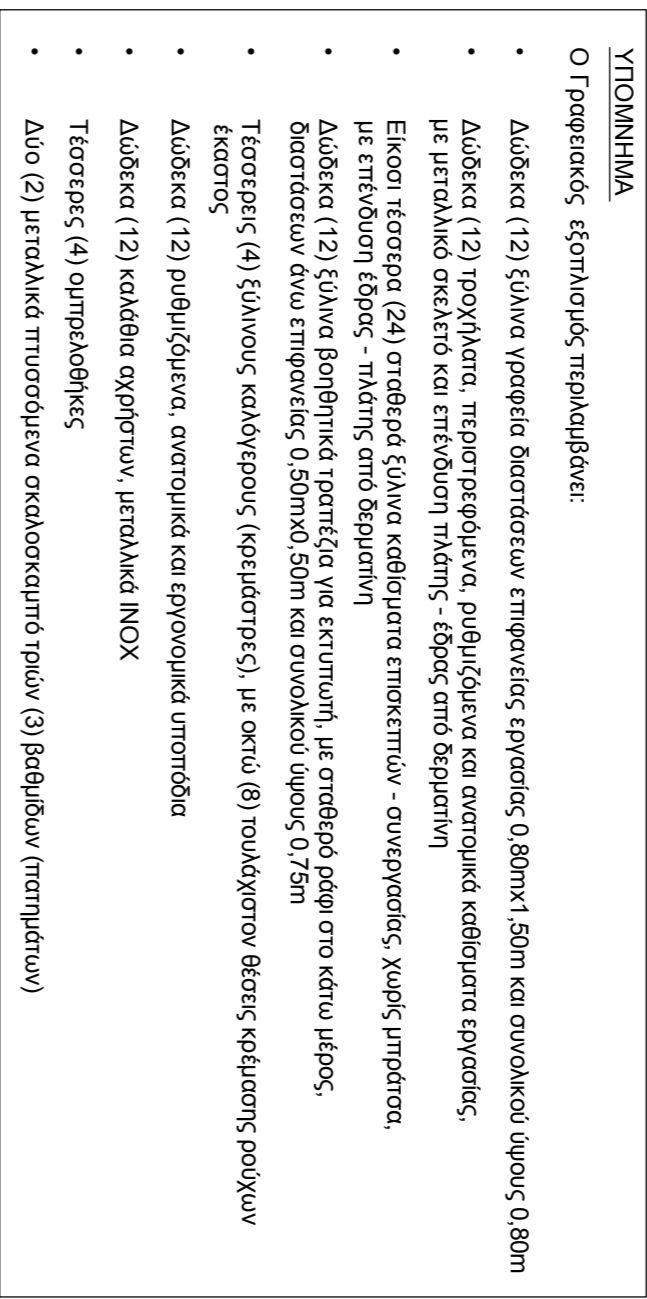 ΥΠΟΜΝΗΜΑ
Ο Γραφειακός εξοπλισμός περιλαμβάνει:
• Δώδεκα (12) ξύλινα γραφεία διαστάσεων επιφανείας εργασίας 0,80mx1,50m και συνολικού ύψους 0,80m
• Δώδεκα (12) τροχήλατα, περιστρεφόμενα, ρυθμιζόμενα και ανατομικά καθίσματα εργασίας,
με μεταλλικό σκελετό και επένδυση πλάτης - έδρας από δερματίνη
• Είκοσι τέσσερα (24) σταθερά ξύλινα καθίσματα επισκεπτών - συνεργασίας, χωρίς μπράτσα,
με επένδυση έδρας - πλάτης από δερματίνη
• Δώδεκα (12) ξύλινα βοηθητικά τραπέζια για εκτυπωτή, με σταθερό ράφι στο κάτω μέρος,
διαστάσεων άνω επιφανείας 0,50mx0,50m και συνολικού ύψους 0,75m
• Τέσσερεις (4) ξύλινους καλόγερους (κρεμάστρες), με οκτώ (8) τουλάχιστον θέσεις κρέμασης ρούχων
έκαστος
• Δώδεκα (12) ρυθμιζόμενα, ανατομικά και εργονομικά υποπόδια
• Δώδεκα (12) καλάθια αχρήστων, μεταλλικά INOX
• Τέσσερες (4) ομπρελοθήκες
• Δύο (2) μεταλλικά πτυσσόμενα σκαλοσκαμπό τριών (3) βαθμίδων (πατημάτων)